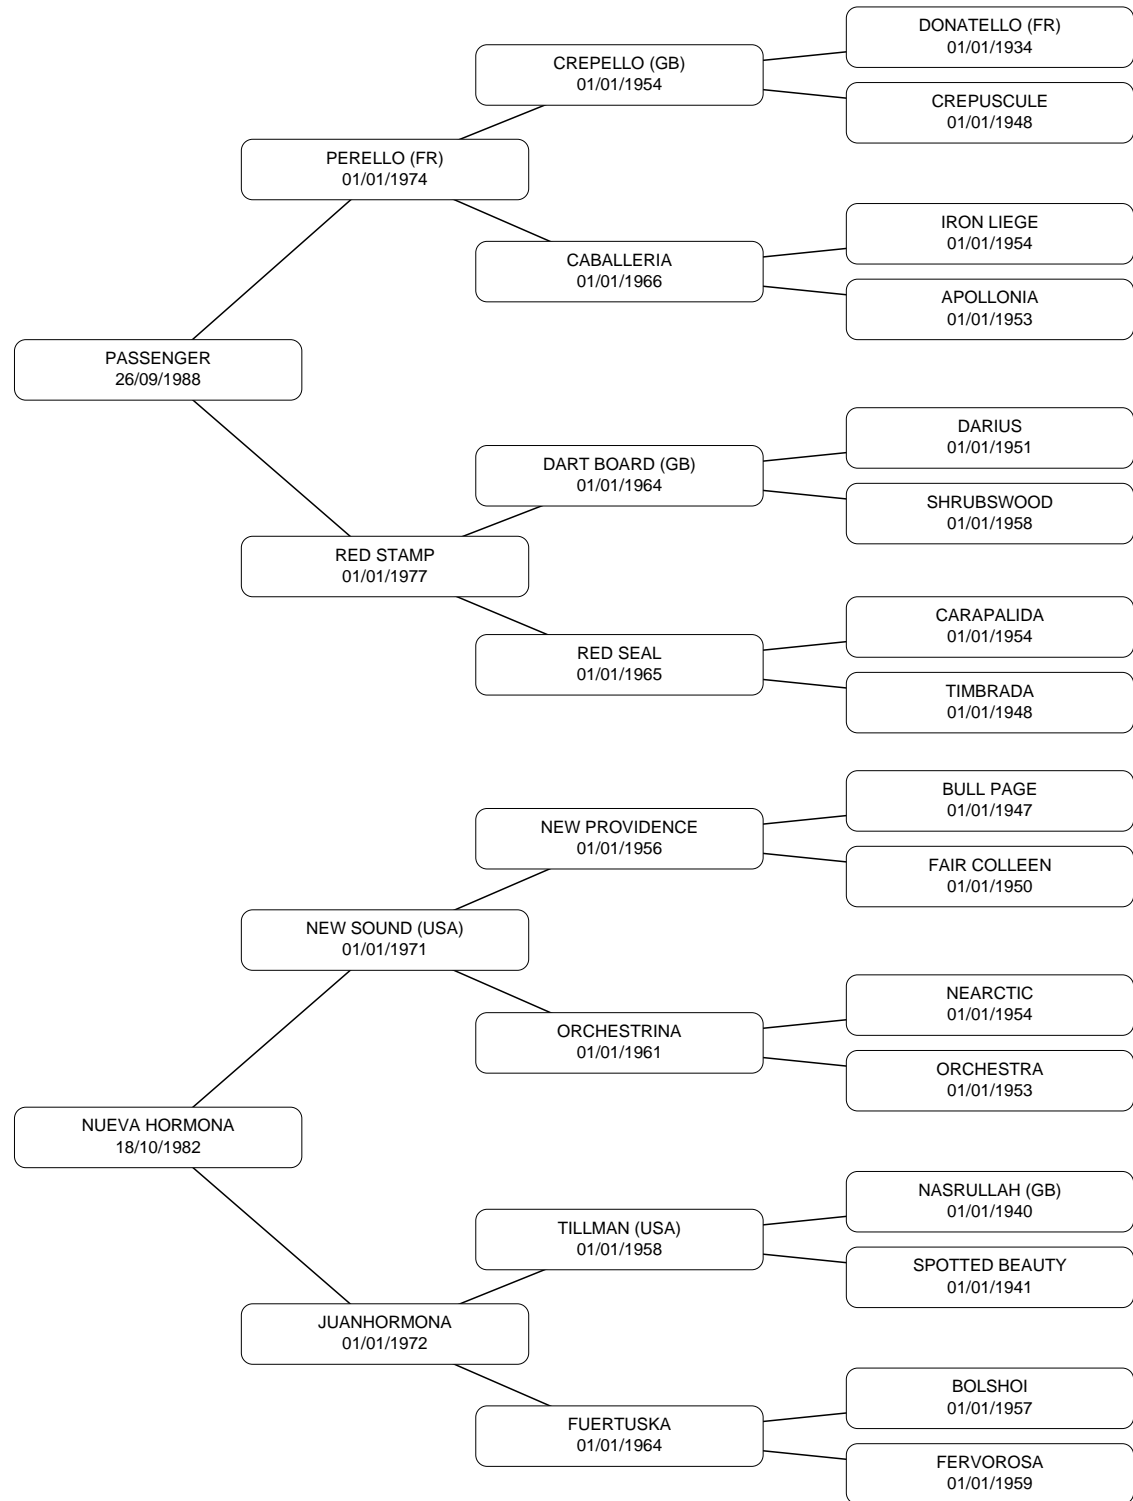 DONATELLO (FR)
01/01/1934
CREPELLO (GB)
01/01/1954
CREPUSCULE
01/01/1948
PERELLO (FR)
01/01/1974
IRON LIEGE
01/01/1954
CABALLERIA
01/01/1966
APOLLONIA
01/01/1953
PASSENGER
26/09/1988
DARIUS
01/01/1951
DART BOARD (GB)
01/01/1964
SHRUBSWOOD
01/01/1958
RED STAMP
01/01/1977
CARAPALIDA
01/01/1954
RED SEAL
01/01/1965
TIMBRADA
01/01/1948
BULL PAGE
01/01/1947
NEW PROVIDENCE
01/01/1956
FAIR COLLEEN
01/01/1950
NEW SOUND (USA)
01/01/1971
NEARCTIC
01/01/1954
ORCHESTRINA
01/01/1961
ORCHESTRA
01/01/1953
NUEVA HORMONA
18/10/1982
NASRULLAH (GB)
01/01/1940
TILLMAN (USA)
01/01/1958
SPOTTED BEAUTY
01/01/1941
JUANHORMONA
01/01/1972
BOLSHOI
01/01/1957
FUERTUSKA
01/01/1964
FERVOROSA
01/01/1959